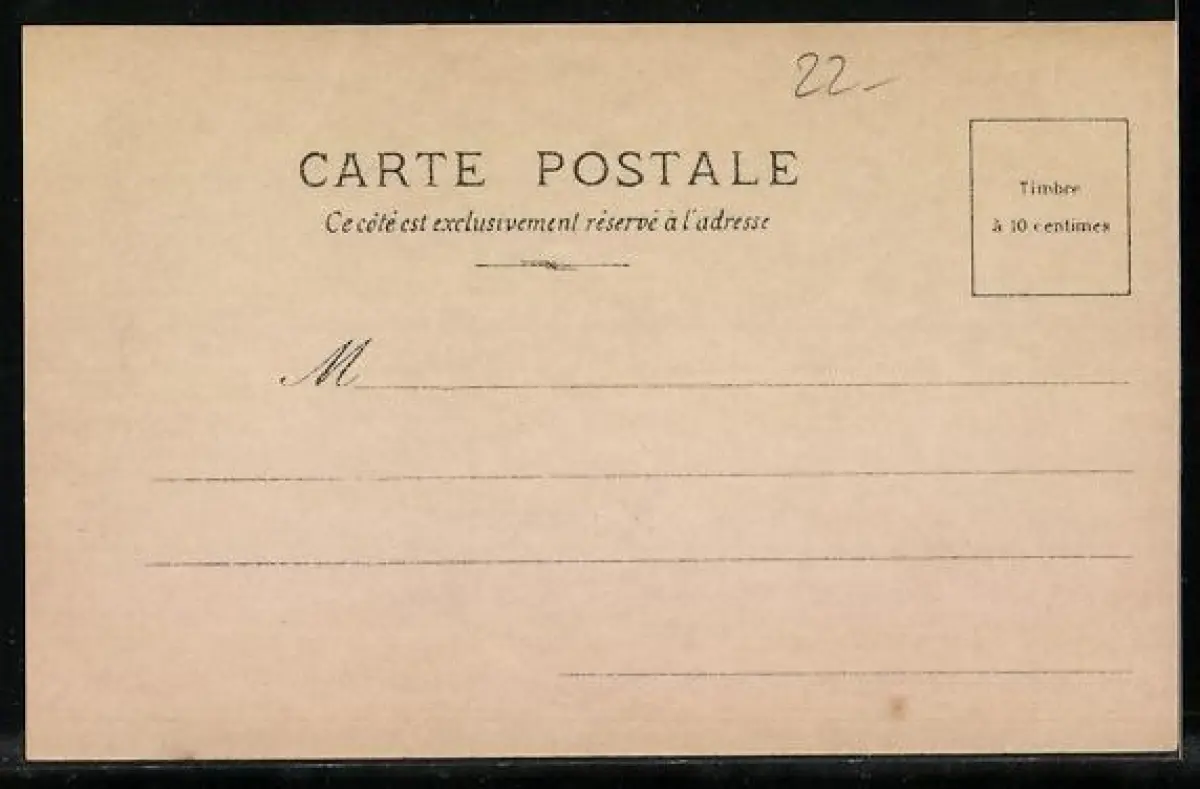 22-
CARTE POSTALE
Ce côté est exclusivement réservé à l'adresse
Timbre
à 10 centimes
M